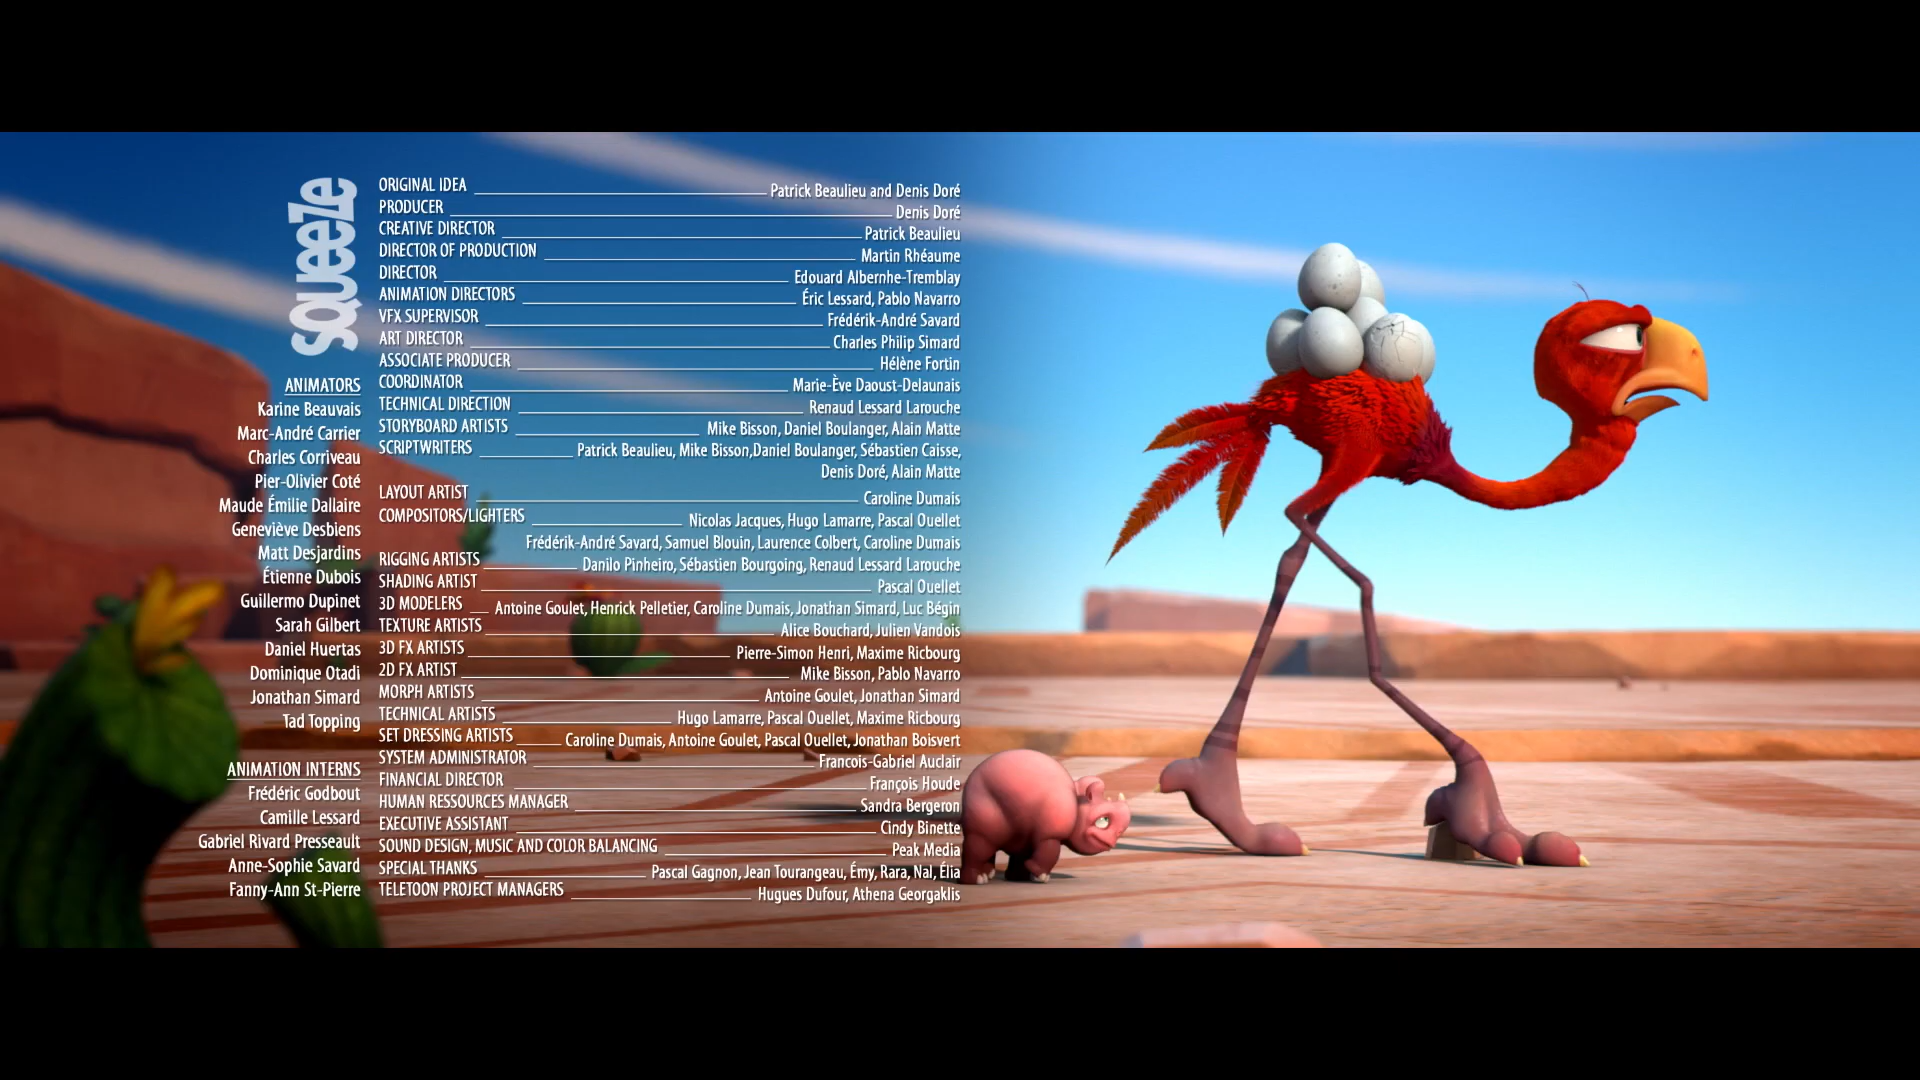 squeeze
ANIMATORS
Karine Beauvais
Marc-André Carrier
Charles Corriveau
Pier-Olivier Coté
Maude Émilie Dallaire
Geneviève Desbiens
Matt Desjardins
Étienne Dubois
Guillermo Dupinet
Sarah Gilbert
Daniel Huertas
Dominique Otadi
Jonathan Simard
Tad Topping
ANIMATION INTERNS
Frédéric Godbout
Camille Lessard
Gabriel Rivard Presseault
Anne-Sophie Savard
Fanny-Ann St-Pierre
ORIGINAL IDEA Patrick Beaulieu and Denis Doré
PRODUCER Denis Doré
CREATIVE DIRECTOR Patrick Beaulieu
DIRECTOR OF PRODUCTION Martin Rhéaume
DIRECTOR Edouard Albernhe-Tremblay
ANIMATION DIRECTORS Éric Lessard, Pablo Navarro
VFX SUPERVISOR Frédérik-André Savard
ART DIRECTOR Charles Philip Simard
ASSOCIATE PRODUCER Hélène Fortin
COORDINATOR Marie-Ève Daoust-Delaunais
TECHNICAL DIRECTION Renaud Lessard Larouche
STORYBOARD ARTISTS Mike Bisson, Daniel Boulanger, Alain Matte
SCRIPTWRITERS Patrick Beaulieu, Mike Bisson,Daniel Boulanger, Sébastien Caisse,
Denis Doré, Alain Matte
LAYOUT ARTIST Caroline Dumais
COMPOSITORS/LIGHTERS Nicolas Jacques, Hugo Lamarre, Pascal Ouellet
Frédérik-André Savard, Samuel Blouin, Laurence Colbert, Caroline Dumais
RIGGING ARTISTS Danilo Pinheiro, Sébastien Bourgoing, Renaud Lessard Larouche
SHADING ARTIST Pascal Ouellet
3D MODELERS Antoine Goulet, Henrick Pelletier, Caroline Dumais, Jonathan Simard, Luc Bégin
TEXTURE ARTISTS Alice Bouchard, Julien Vandois
3D FX ARTISTS Pierre-Simon Henri, Maxime Ricbourg
2D FX ARTIST Mike Bisson, Pablo Navarro
MORPH ARTISTS Antoine Goulet, Jonathan Simard
TECHNICAL ARTISTS Hugo Lamarre, Pascal Ouellet, Maxime Ricbourg
SET DRESSING ARTISTS Caroline Dumais, Antoine Goulet, Pascal Ouellet, Jonathan Boisvert
SYSTEM ADMINISTRATOR Francois-Gabriel Auclair
FINANCIAL DIRECTOR François Houde
HUMAN RESSOURCES MANAGER Sandra Bergeron
EXECUTIVE ASSISTANT Cindy Binette
SOUND DESIGN, MUSIC AND COLOR BALANCING Peak Media
SPECIAL THANKS Pascal Gagnon, Jean Tourangeau, Émy, Rara, Nal, Élia
TELETOON PROJECT MANAGERS Hugues Dufour, Athena Georgaklis